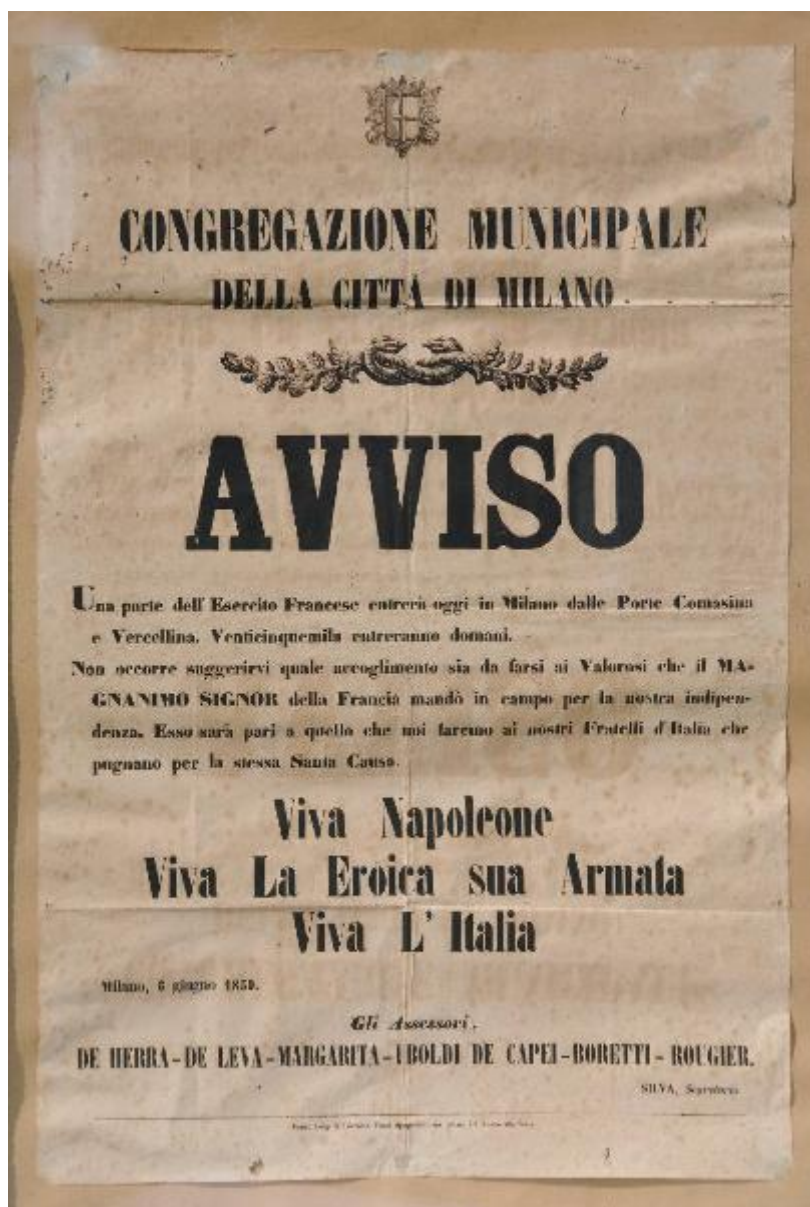 CONGREGAZIONE MUNICIPALE
DELLA CITTÀ DI MILANO
AVVISO
Una parte dell'Esercito Francese entrerà oggi in Milano dalle Porte Comasina
e Vercellina. Venticinquemila entreranno domani.
Non occorre suggerirvi quale accoglimento sia da farsi ai Valorosi che il MA-
GNANIMO SIGNOR della Francia mandò in campo per la nostra indipen-
denza. Esso sarà pari a quello che noi faremo ai nostri Fratelli d'Italia che
pugnano per la stessa Santa Causa.
Viva Napoleone
Viva La Eroica sua Armata
Viva L' Italia
Milano, 6 giugno 1859.
Gli Assessori.
DE HERRA-DE LEVA-MARGARITA-UBOLDI DE CAPEI-BORETTI-ROUGIER.
SILVA, Segretario